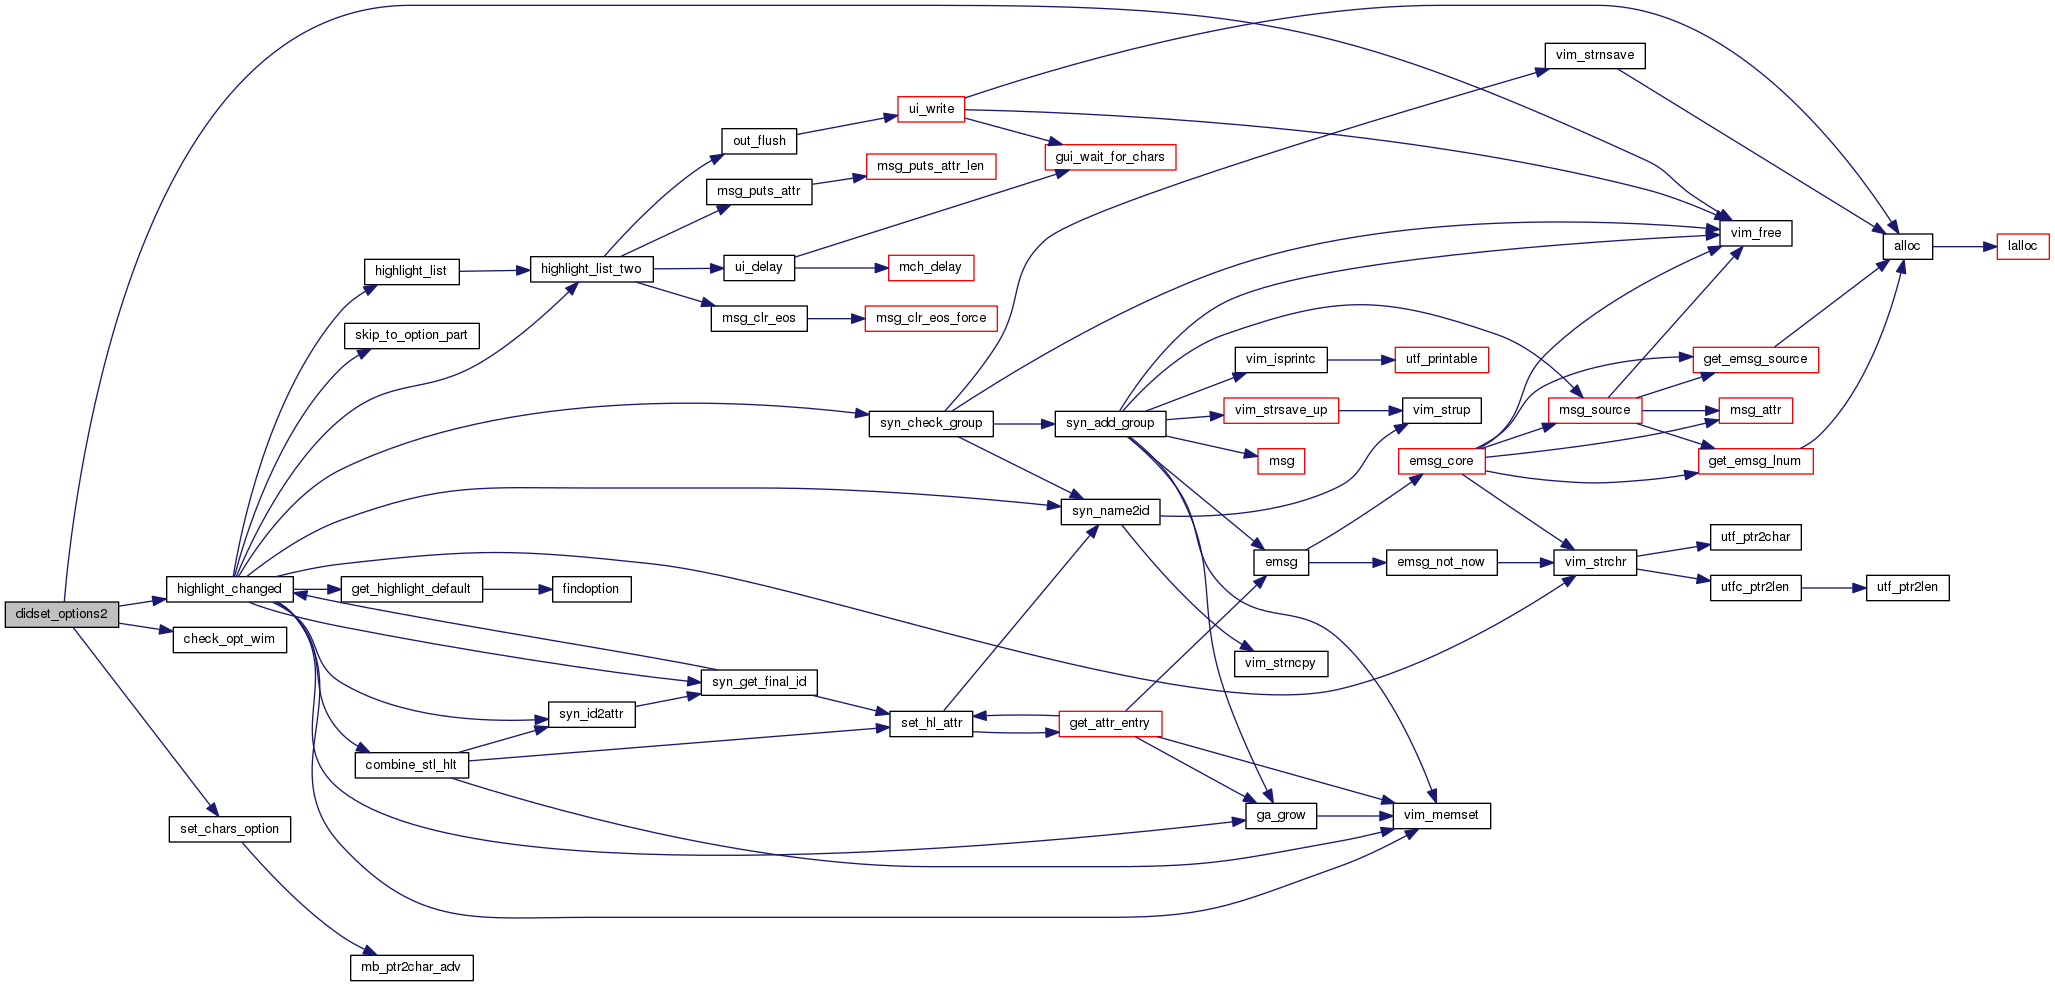 vim_strnsave
ui_write
out_flush
gui_wait_for_chars
msg_puts_attr_len
msg_puts_attr
vim_free
alloc
lalloc
highlight_list
highlight_list_two
ui_delay
mch_delay
msg_clr_eos
msg_clr_eos_force
skip_to_option_part
vim_isprintc
utf_printable
get_emsg_source
syn_check_group
syn_add_group
vim_strsave_up
vim_strup
msg_source
msg_attr
msg
emsg_core
get_emsg_lnum
syn_name2id
utf_ptr2char
highlight_changed
get_highlight_default
findoption
emsg
emsg_not_now
vim_strchr
utfc_ptr2len
utf_ptr2len
didset_options2
check_opt_wim
vim_strncpy
syn_get_final_id
syn_id2attr
set_hl_attr
get_attr_entry
combine_stl_hlt
set_chars_option
ga_grow
vim_memset
mb_ptr2char_adv